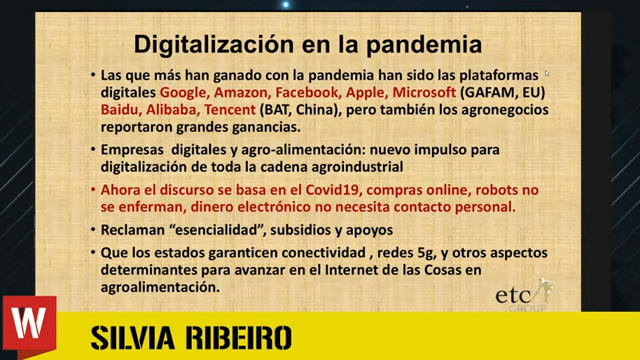 Digitalización en la pandemia
• Las que más han ganado con la pandemia han sido las plataformas
digitales Google, Amazon, Facebook, Apple, Microsoft (GAFAM, EU)
Baidu, Alibaba, Tencent (BAT, China), pero también los agronegocios
reportaron grandes ganancias.
• Empresas digitales y agro-alimentación: nuevo impulso para
digitalización de toda la cadena agroindustrial
• Ahora el discurso se basa en el Covid19, compras online, robots no
se enferman, dinero electrónico no necesita contacto personal.
• Reclaman “esencialidad”, subsidios y apoyos
• Que los estados garanticen conectividad , redes 5g, y otros aspectos
determinantes para avanzar en el Internet de las Cosas en
agroalimentación.
etc
GROUP
W
SILVIA RIBEIRO